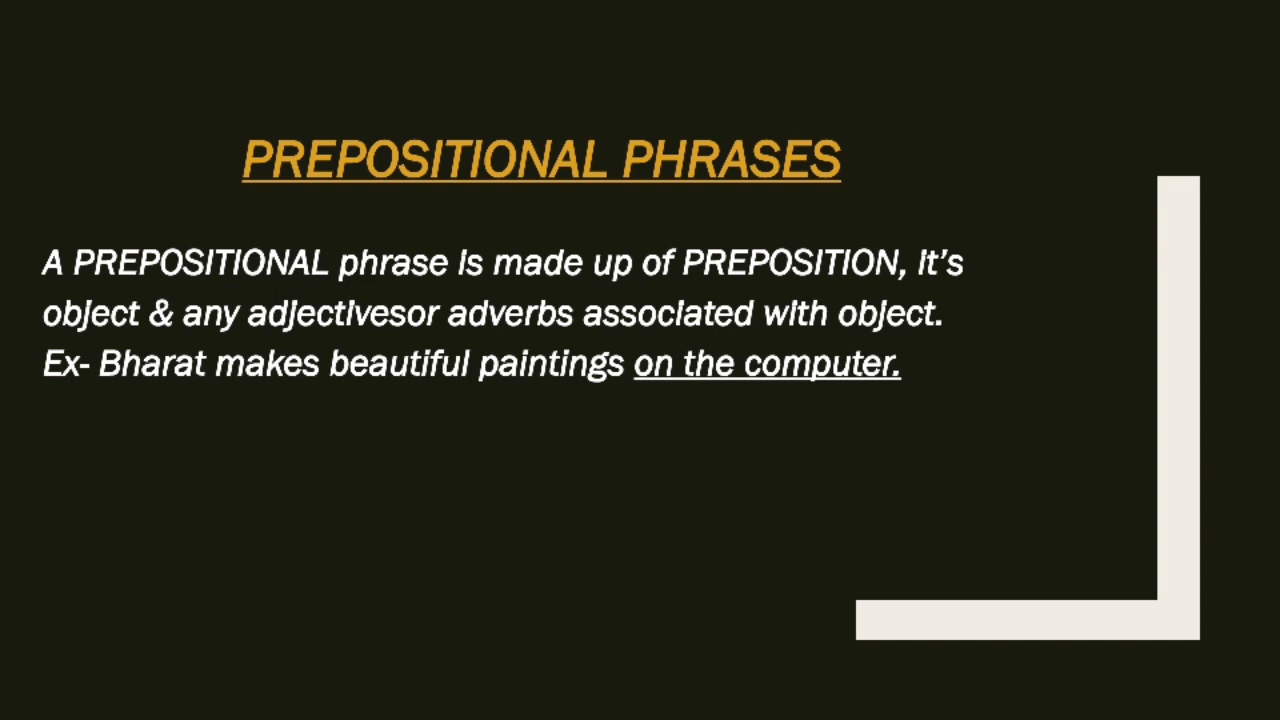 PREPOSITIONAL PHRASES
A PREPOSITIONAL phrase is made up of PREPOSITION, it's
object & any adjectivesor adverbs associated with object.
Ex- Bharat makes beautiful paintings on the computer.